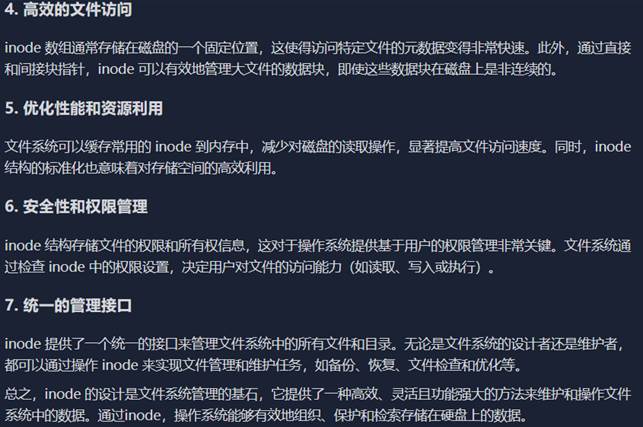 4. 高效的文件访问
inode 数组通常存储在磁盘的一个固定位置，这使得访问特定文件的元数据变得非常快速。此外，通过直接
和间接块指针，inode 可以有效地管理大文件的数据块，即使这些数据块在磁盘上是非连续的。
5. 优化性能和资源利用
文件系统可以缓存常用的 inode 到内存中，减少对磁盘的读取操作，显著提高文件访问速度。同时，inode
结构的标准化也意味着对存储空间的高效利用。
6. 安全性和权限管理
inode 结构存储文件的权限和所有权信息，这对于操作系统提供基于用户的权限管理非常关键。文件系统通
过检查 inode 中的权限设置，决定用户对文件的访问能力（如读取、写入或执行）。
7. 统一的管理接口
inode 提供了一个统一的接口来管理文件系统中的所有文件和目录。无论是文件系统的设计者还是维护者，
都可以通过操作 inode 来实现文件管理和维护任务，如备份、恢复、文件检查和优化等。
总之，inode 的设计是文件系统管理的基石，它提供了一种高效、灵活且功能强大的方法来维护和操作文件
系统中的数据。通过inode，操作系统能够有效地组织、保护和检索存储在硬盘上的数据。